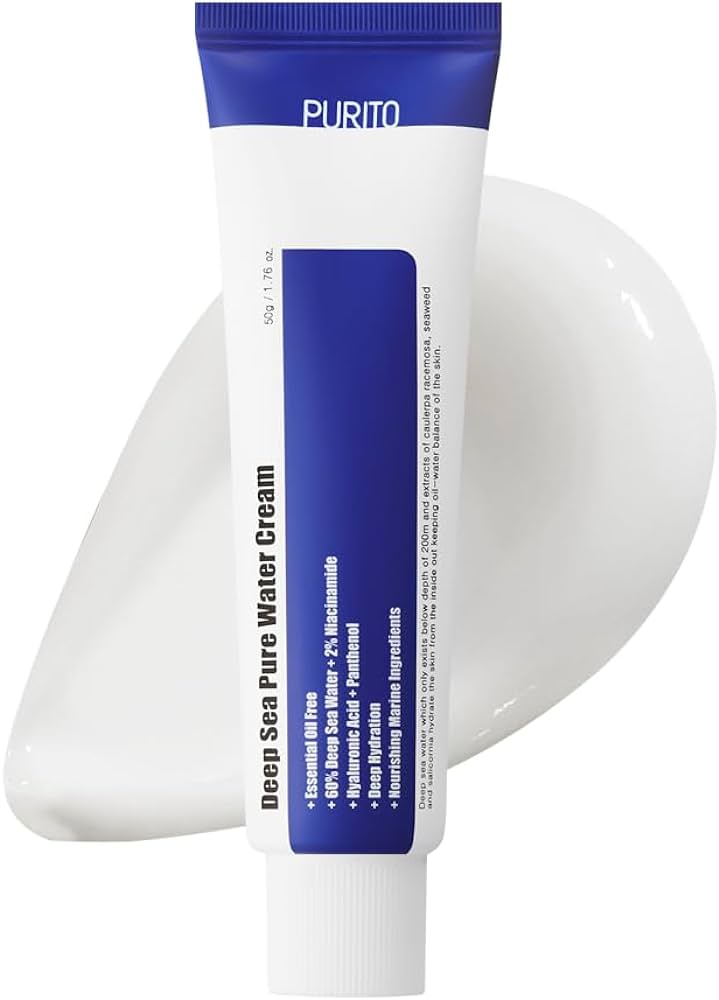 PURITO
50g / 1.76 oz.
Deep Sea Pure Water Cream
+ Essential Oil Free
+ 60% Deep Sea Water + 2% Niacinamide
+ Hyaluronic Acid + Panthenol
+ Deep Hydration
+ Nourishing Marine Ingredients
Deep sea water which only exists below depth of 200m and extracts of caulerpa racemosa, seaweed
and salicornia hydrate the skin from the inside out keeping oil-water balance of the skin.